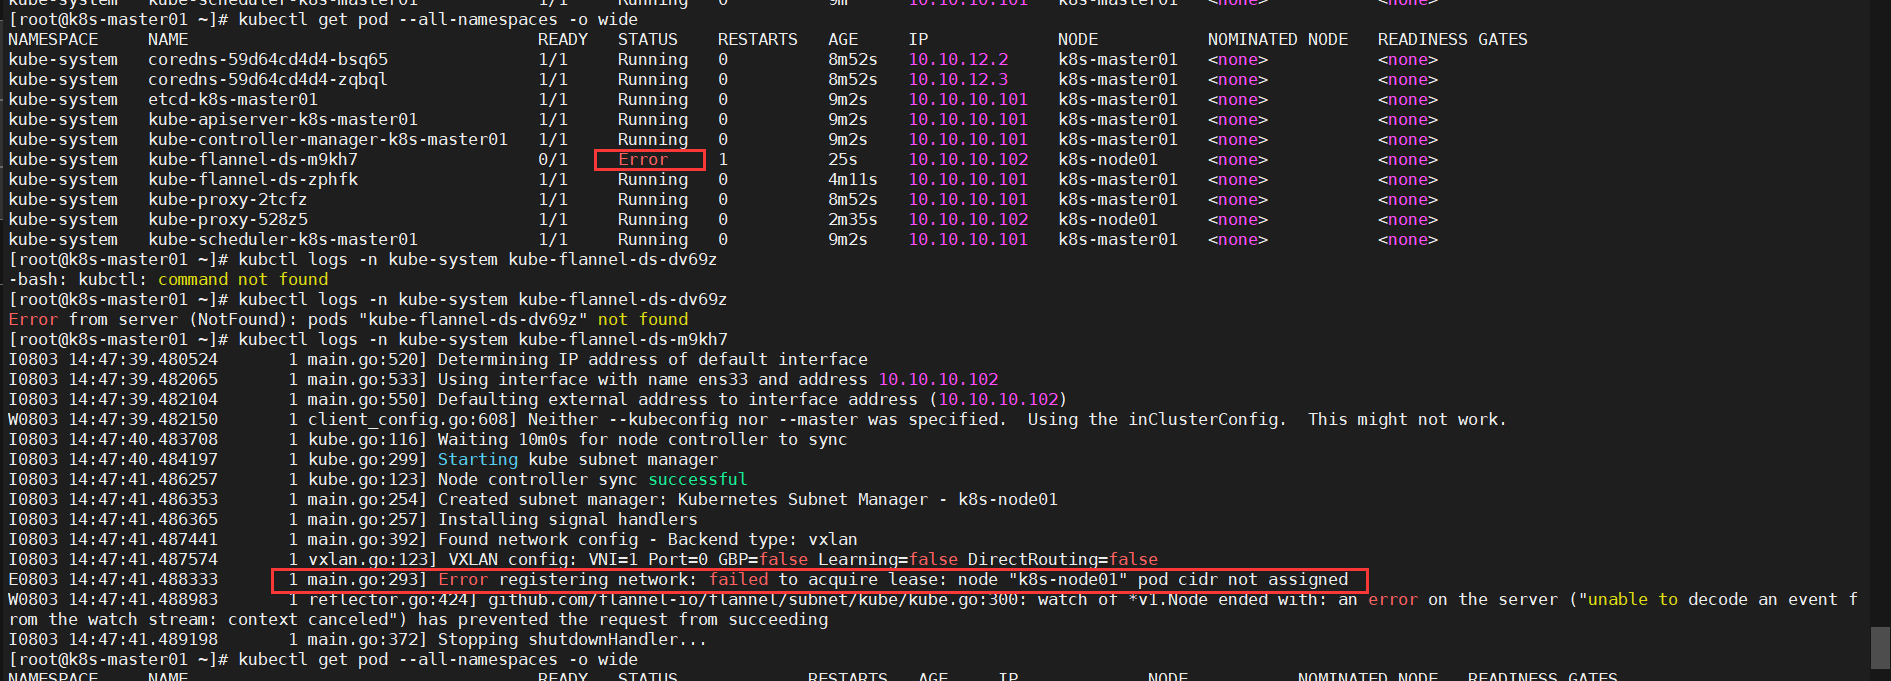 kube-system   kube-scheduler-k8s-master01            1/1     Running   0          9m      10.10.10.101   k8s-master01   <none>           <none>
[root@k8s-master01 ~]# kubectl get pod --all-namespaces -o wide
NAMESPACE     NAME                                   READY   STATUS    RESTARTS   AGE     IP             NODE           NOMINATED NODE   READINESS GATES
kube-system   coredns-59d64cd4d4-bsq65               1/1     Running   0          8m52s   10.10.12.2     k8s-master01   <none>           <none>
kube-system   coredns-59d64cd4d4-zqbql               1/1     Running   0          8m52s   10.10.12.3     k8s-master01   <none>           <none>
kube-system   etcd-k8s-master01                      1/1     Running   0          9m2s    10.10.10.101   k8s-master01   <none>           <none>
kube-system   kube-apiserver-k8s-master01            1/1     Running   0          9m2s    10.10.10.101   k8s-master01   <none>           <none>
kube-system   kube-controller-manager-k8s-master01   1/1     Running   0          9m2s    10.10.10.101   k8s-master01   <none>           <none>
kube-system   kube-flannel-ds-m9kh7                  0/1     Error     1          25s     10.10.10.102   k8s-node01     <none>           <none>
kube-system   kube-flannel-ds-zphfk                  1/1     Running   0          4m11s   10.10.10.101   k8s-master01   <none>           <none>
kube-system   kube-proxy-2tcfz                       1/1     Running   0          8m52s   10.10.10.101   k8s-master01   <none>           <none>
kube-system   kube-proxy-528z5                       1/1     Running   0          2m35s   10.10.10.102   k8s-node01     <none>           <none>
kube-system   kube-scheduler-k8s-master01            1/1     Running   0          9m2s    10.10.10.101   k8s-master01   <none>           <none>
[root@k8s-master01 ~]# kubctl logs -n kube-system kube-flannel-ds-dv69z
-bash: kubctl: command not found
[root@k8s-master01 ~]# kubectl logs -n kube-system kube-flannel-ds-dv69z
Error from server (NotFound): pods "kube-flannel-ds-dv69z" not found
[root@k8s-master01 ~]# kubectl logs -n kube-system kube-flannel-ds-m9kh7
I0803 14:47:39.480524       1 main.go:520] Determining IP address of default interface
I0803 14:47:39.482065       1 main.go:533] Using interface with name ens33 and address 10.10.10.102
I0803 14:47:39.482104       1 main.go:550] Defaulting external address to interface address (10.10.10.102)
W0803 14:47:39.482150       1 client_config.go:608] Neither --kubeconfig nor --master was specified.  Using the inClusterConfig.  This might not work.
I0803 14:47:40.483708       1 kube.go:116] Waiting 10m0s for node controller to sync
I0803 14:47:40.484197       1 kube.go:299] Starting kube subnet manager
I0803 14:47:41.486257       1 kube.go:123] Node controller sync successful
I0803 14:47:41.486353       1 main.go:254] Created subnet manager: Kubernetes Subnet Manager - k8s-node01
I0803 14:47:41.486365       1 main.go:257] Installing signal handlers
I0803 14:47:41.487441       1 main.go:392] Found network config - Backend type: vxlan
I0803 14:47:41.487574       1 vxlan.go:123] VXLAN config: VNI=1 Port=0 GBP=false Learning=false DirectRouting=false
E0803 14:47:41.488333       1 main.go:293] Error registering network: failed to acquire lease: node "k8s-node01" pod cidr not assigned
W0803 14:47:41.488983       1 reflector.go:424] github.com/flannel-io/flannel/subnet/kube/kube.go:300: watch of *v1.Node ended with: an error on the server ("unable to decode an event f
rom the watch stream: context canceled") has prevented the request from succeeding
I0803 14:47:41.489198       1 main.go:372] Stopping shutdownHandler...
[root@k8s-master01 ~]# kubectl get pod --all-namespaces -o wide
NAMESPACE     NAME                                   READY   STATUS             RESTARTS   AGE     IP             NODE           NOMINATED NODE   READINESS GATES